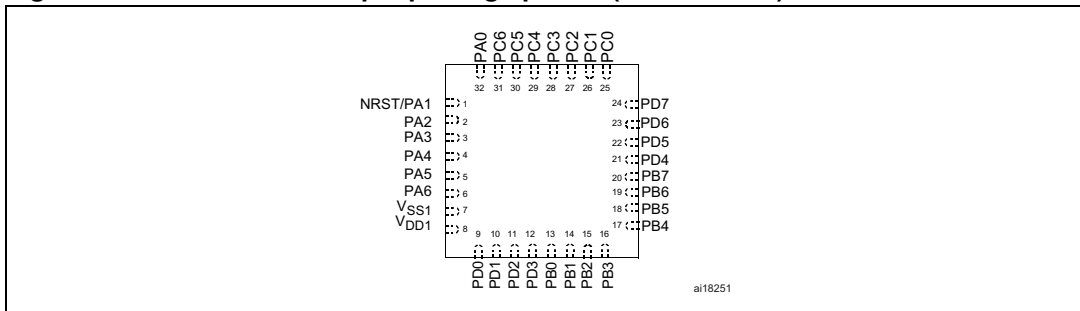 PA0 PC6 PC5 PC4 PC3 PC2 PC1 PC0
32 31 30 29 28 27 26 25
NRST/PA1 1 24 PD7
PA2 2 23 PD6
PA3 3 22 PD5
PA4 4 21 PD4
PA5 5 20 PB7
PA6 6 19 PB6
VSS1 7 18 PB5
VDD1 8 17 PB4
9 10 11 12 13 14 15 16
PD0 PD1 PD2 PD3 PB0 PB1 PB2 PB3
ai18251